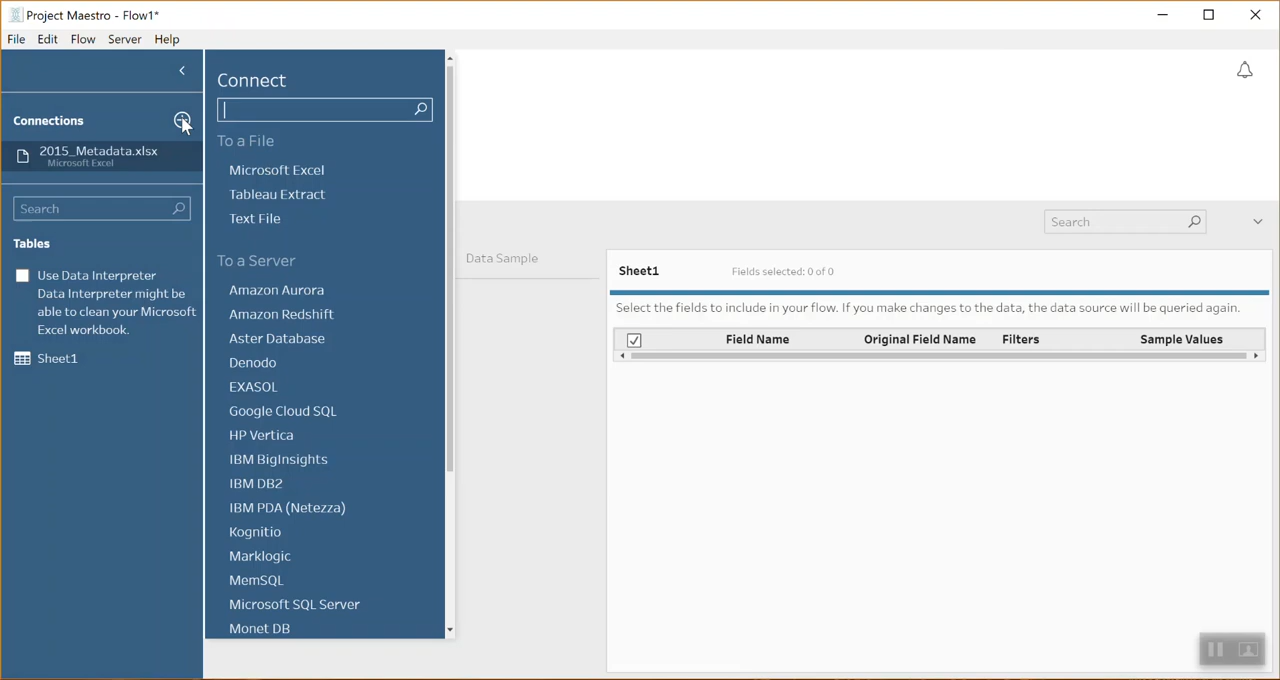 Project Maestro - Flow1*
File Edit Flow Server Help
Connections
2015_Metadata.xlsx
Microsoft Excel
Search
Tables
Use Data Interpreter
Data Interpreter might be
able to clean your Microsoft
Excel workbook.
Sheet1
Connect
To a File
Microsoft Excel
Tableau Extract
Text File
To a Server
Amazon Aurora
Amazon Redshift
Aster Database
Denodo
EXASOL
Google Cloud SQL
HP Vertica
IBM BigInsights
IBM DB2
IBM PDA (Netezza)
Kognitio
Marklogic
MemSQL
Microsoft SQL Server
Monet DB
Data Sample
Search
Sheet1 Fields selected: 0 of 0
Select the fields to include in your flow. If you make changes to the data, the data source will be queried again.
Field Name Original Field Name Filters Sample Values